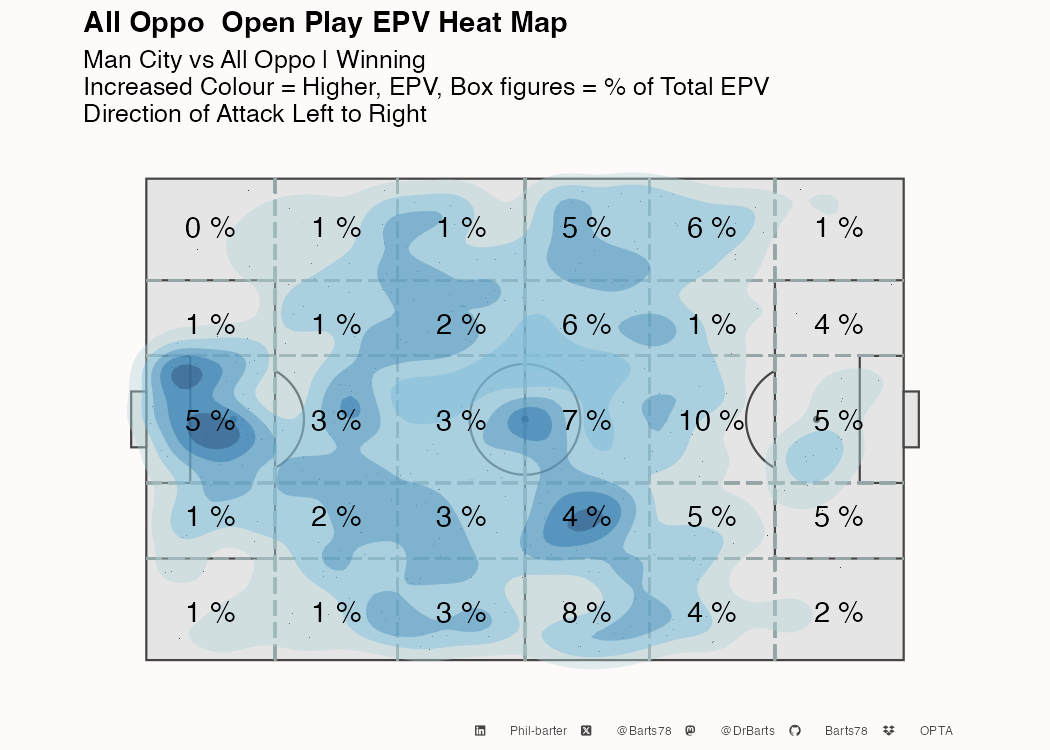 All Oppo  Open Play EPV Heat Map
Man City vs All Oppo | Winning
Increased Colour = Higher, EPV, Box figures = % of Total EPV
Direction of Attack Left to Right
0 % 1 % 1 % 5 % 6 % 1 %
1 % 1 % 2 % 6 % 1 % 4 %
5 % 3 % 3 % 7 % 10 % 5 %
1 % 2 % 3 % 4 % 5 % 5 %
1 % 1 % 3 % 8 % 4 % 2 %
Phil-barter @Barts78 @DrBarts Barts78 OPTA